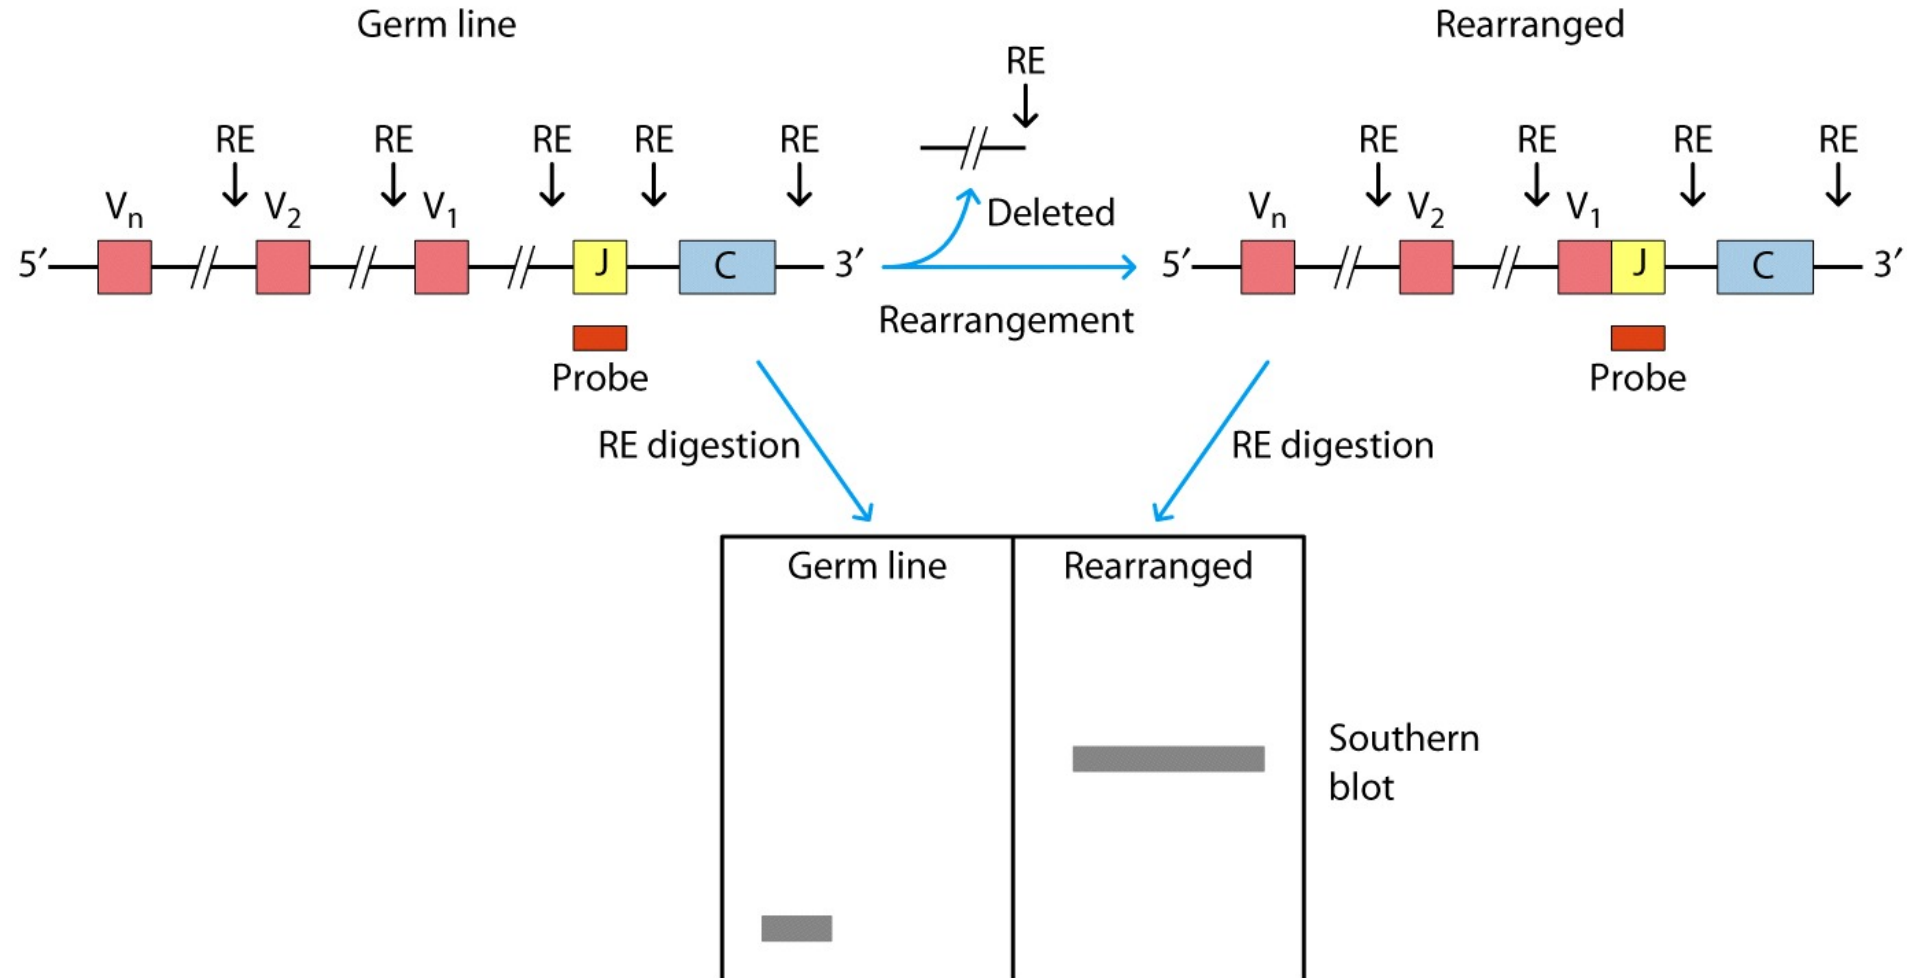 Germ line
Rearranged
RE
RE RE RE RE RE
RE RE RE RE
Vn V2 V1
Deleted
Vn V2 V1
5′ J C 3′
5′ J C 3′
Rearrangement
Probe
Probe
RE digestion
RE digestion
Germ line
Rearranged
Southern
blot